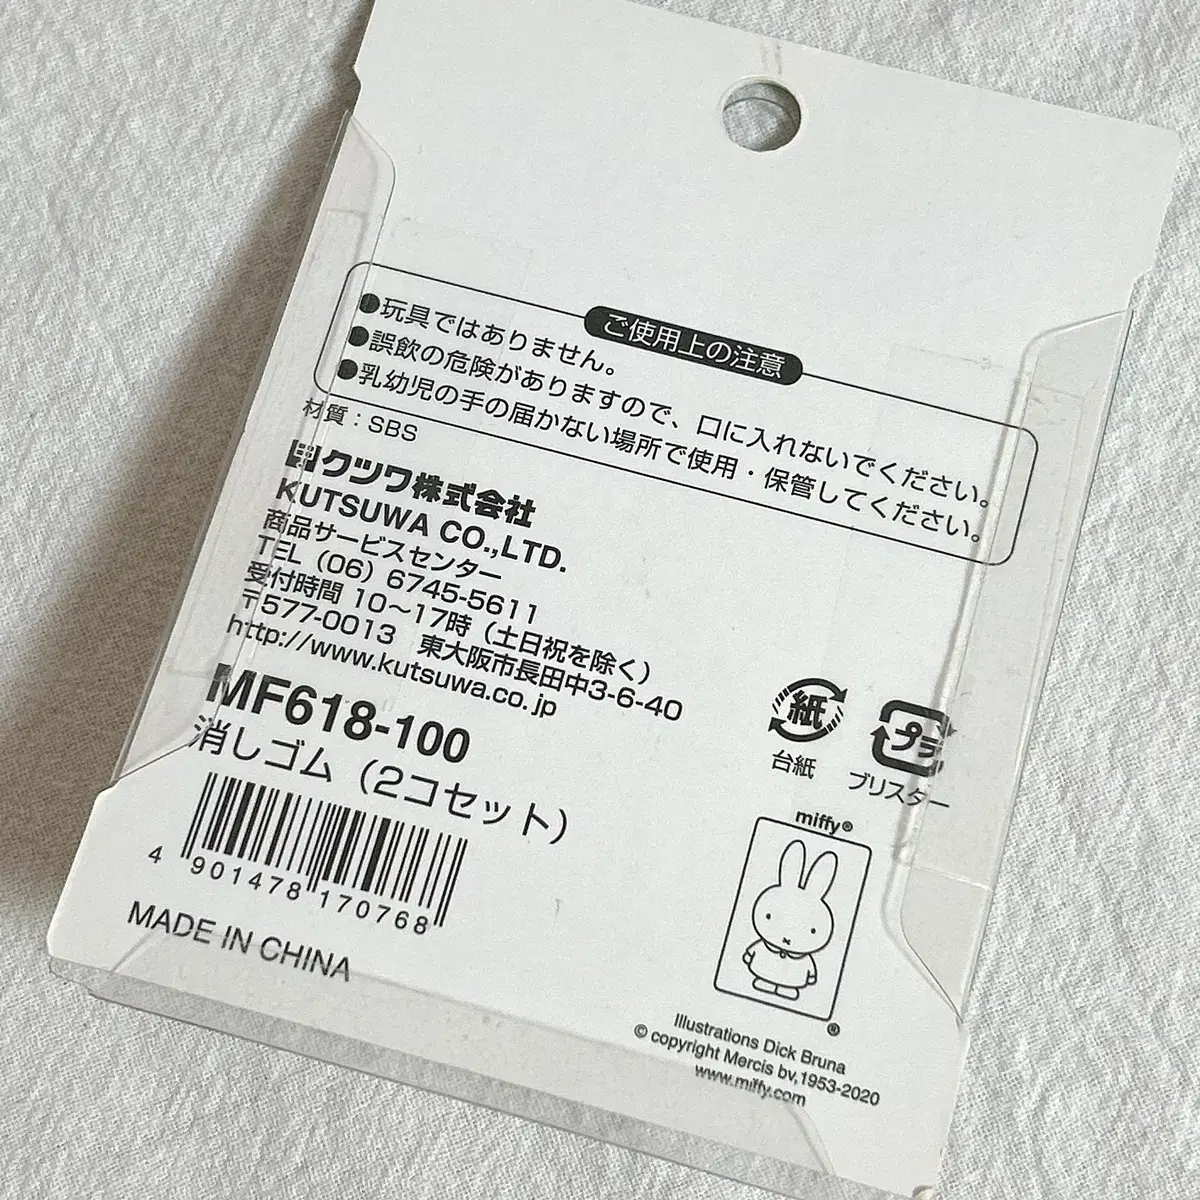 ご使用上の注意
●玩具ではありません。
●誤飲の危険がありますので、口に入れないでください。
●乳幼児の手の届かない場所で使用・保管してください。
材質：SBS
クツワ株式会社
KUTSUWA CO.,LTD.
商品サービスセンター
TEL（06）6745-5611
受付時間 10～17時（土日祝を除く）
〒577-0013 東大阪市長田中3-6-40
http://www.kutsuwa.co.jp
MF618-100
消しゴム（2コセット）
4 901478 170768
MADE IN CHINA
紙
台紙
プラ
ブリスター
miffy®
®
Illustrations Dick Bruna
© copyright Mercis bv,1953-2020
www.miffy.com